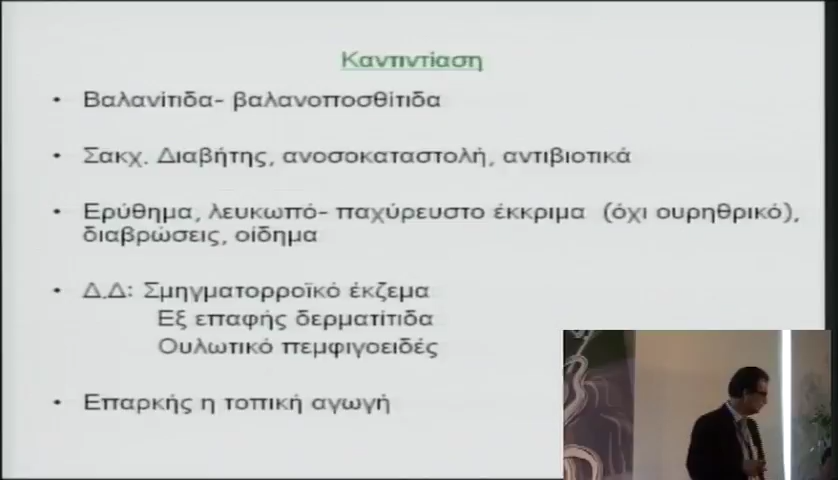 Καντιντίαση
• Βαλανίτιδα- βαλανοποσθίτιδα
• Σακχ. Διαβήτης, ανοσοκαταστολή, αντιβιοτικά
• Ερύθημα, λευκωπό- παχύρευστο έκκριμα (όχι ουρηθρικό),
διαβρώσεις, οίδημα
• Δ.Δ: Σμηγματορροϊκό έκζεμα
Εξ επαφής δερματίτιδα
Ουλωτικό πεμφιγοειδές
• Επαρκής η τοπική αγωγή